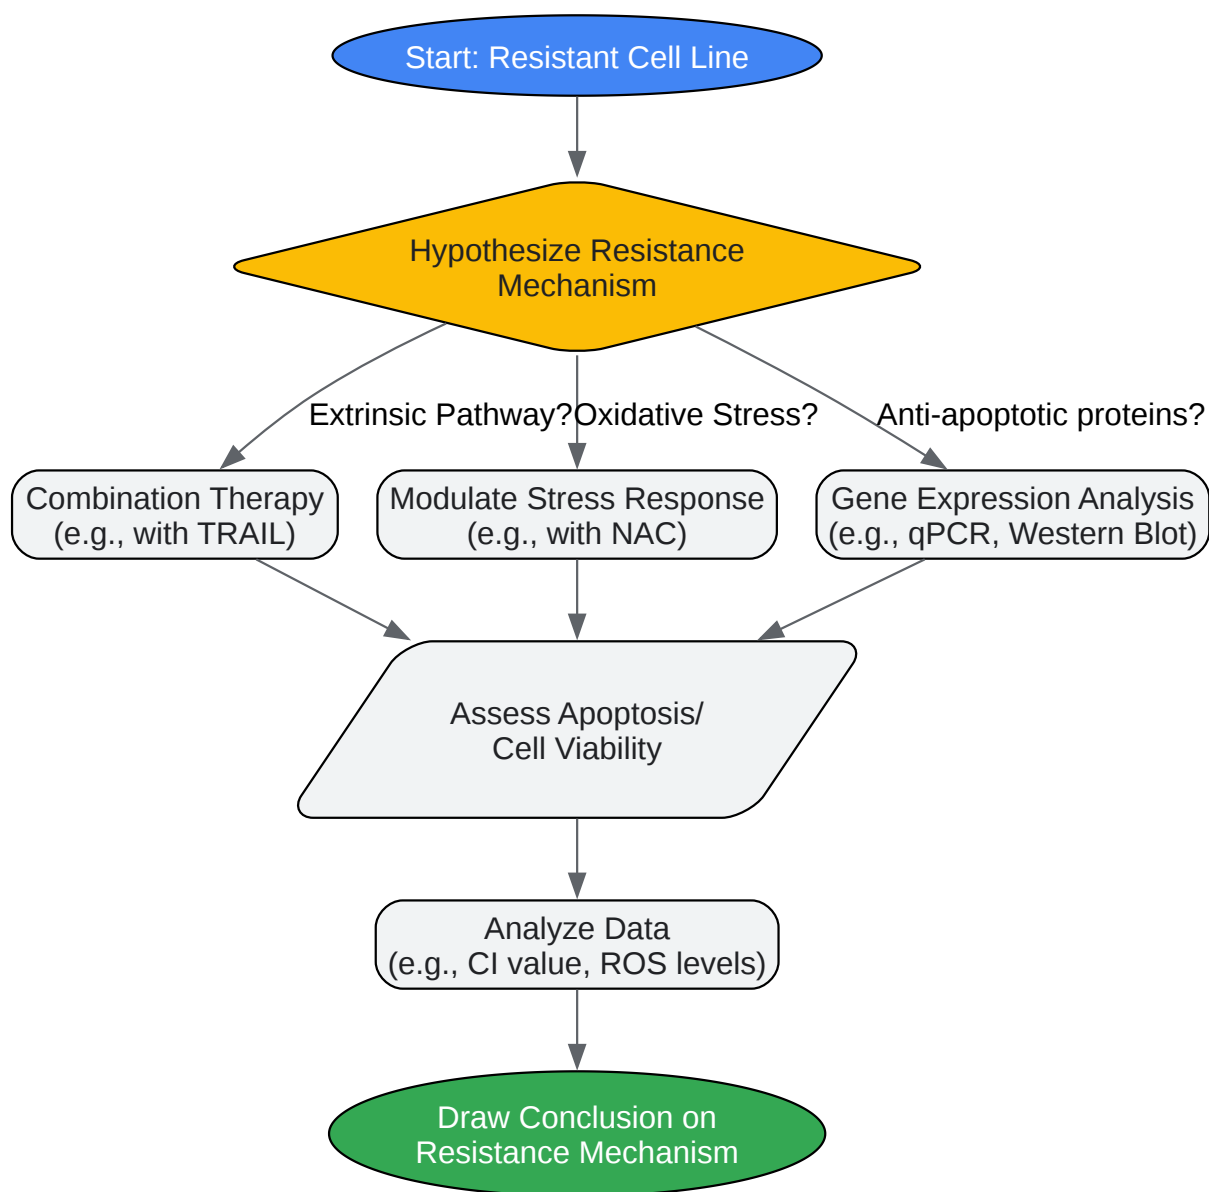 Start: Resistant Cell Line
Hypothesize Resistance
Mechanism
Extrinsic Pathway?
Oxidative Stress?
Anti-apoptotic proteins?
Combination Therapy
(e.g., with TRAIL)
Modulate Stress Response
(e.g., with NAC)
Gene Expression Analysis
(e.g., qPCR, Western Blot)
Assess Apoptosis/
Cell Viability
Analyze Data
(e.g., CI value, ROS levels)
Draw Conclusion on
Resistance Mechanism